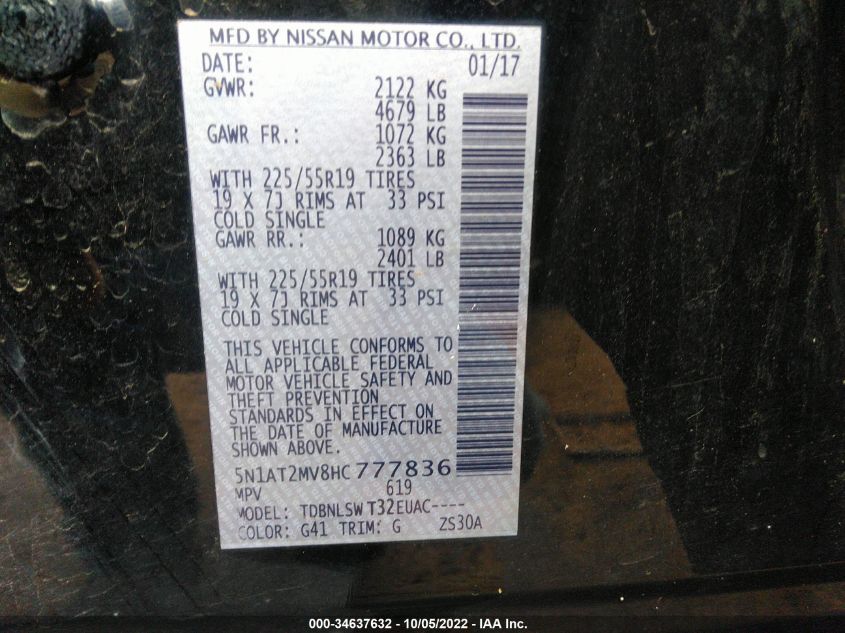 MFD BY NISSAN MOTOR CO., LTD.
DATE: 01/17
GVWR: 2122 KG
4679 LB
GAWR FR.: 1072 KG
2363 LB
WITH 225/55R19 TIRES
19 X 7J RIMS AT 33 PSI
COLD SINGLE
GAWR RR.: 1089 KG
2401 LB
WITH 225/55R19 TIRES
19 X 7J RIMS AT 33 PSI
COLD SINGLE
THIS VEHICLE CONFORMS TO
ALL APPLICABLE FEDERAL
MOTOR VEHICLE SAFETY AND
THEFT PREVENTION
STANDARDS IN EFFECT ON
THE DATE OF MANUFACTURE
SHOWN ABOVE.
5N1AT2MV8HC777836
MPV 619
MODEL: TDBNLSW T32EUAC----
COLOR: G41 TRIM: G ZS30A
000-34637632 - 10/05/2022 - IAA Inc.